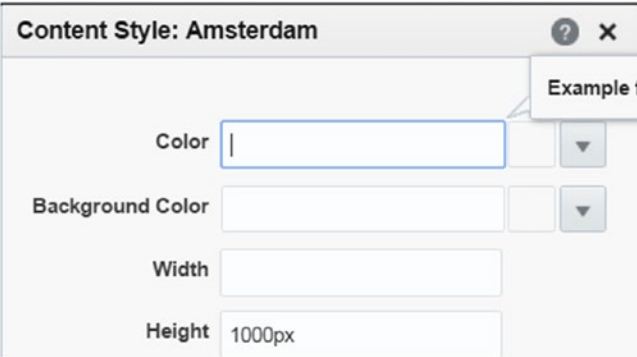 Content Style: Amsterdam
Example
Color
Background Color
Width
Height 1000px